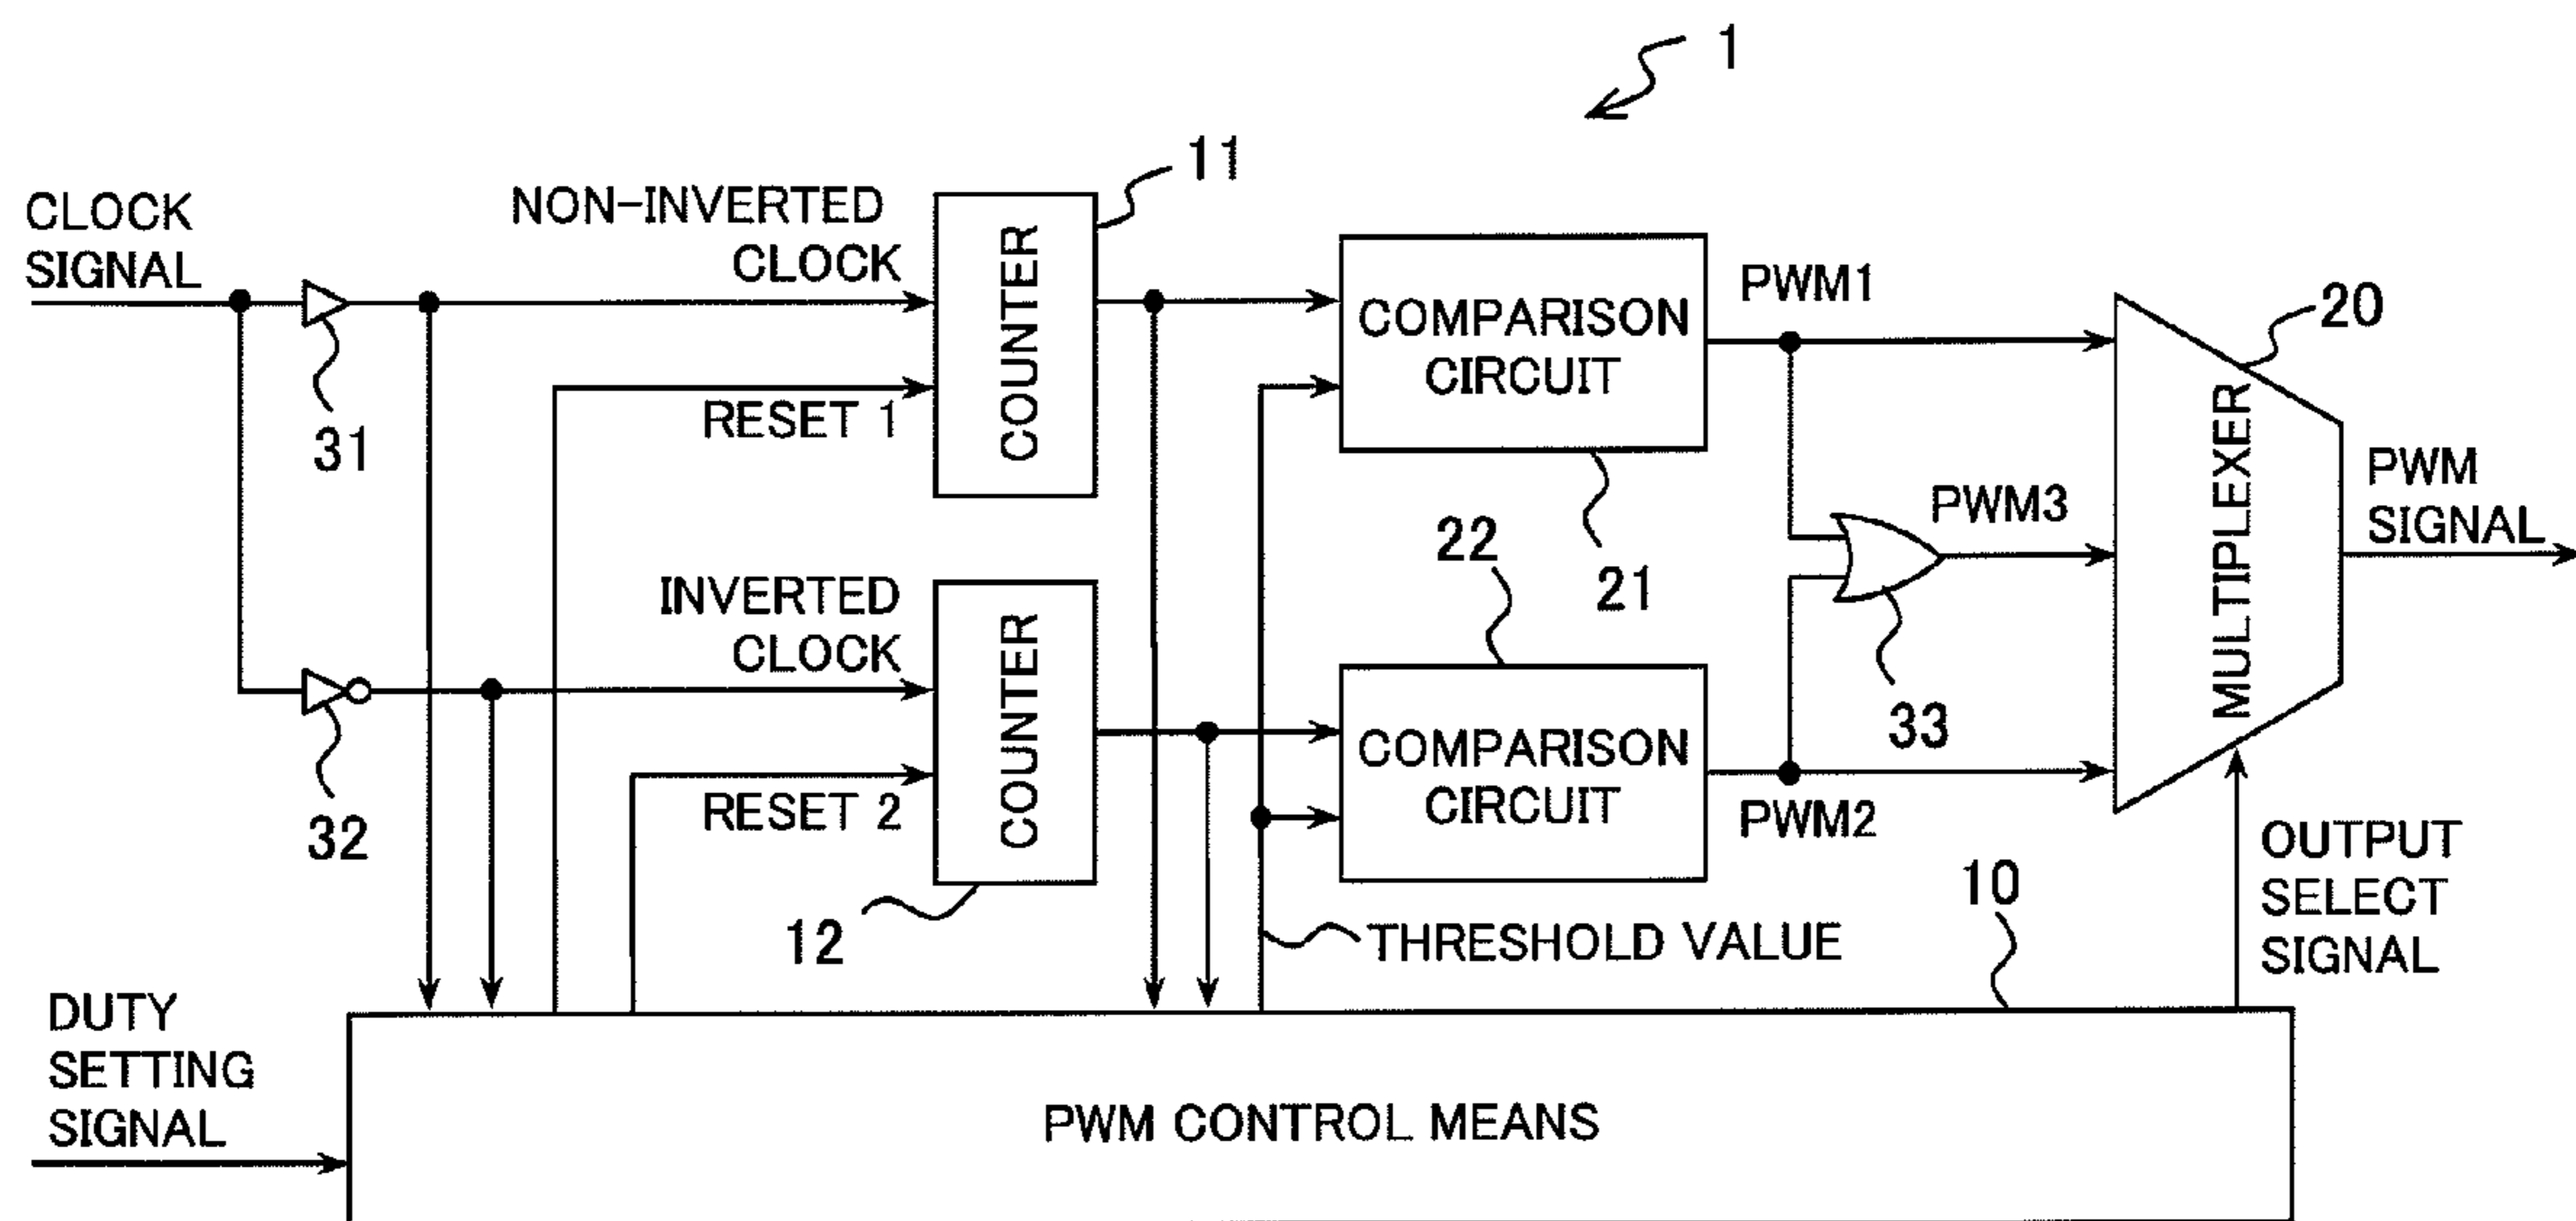 1
11
CLOCK
SIGNAL
NON-INVERTED
CLOCK
COUNTER
RESET 1
31
COMPARISON
CIRCUIT
21
PWM1
20
MULTIPLEXER
PWM
SIGNAL
PWM3
33
INVERTED
CLOCK
COUNTER
RESET 2
32
12
22
COMPARISON
CIRCUIT
PWM2
THRESHOLD VALUE
10
OUTPUT
SELECT
SIGNAL
DUTY
SETTING
SIGNAL
PWM CONTROL MEANS